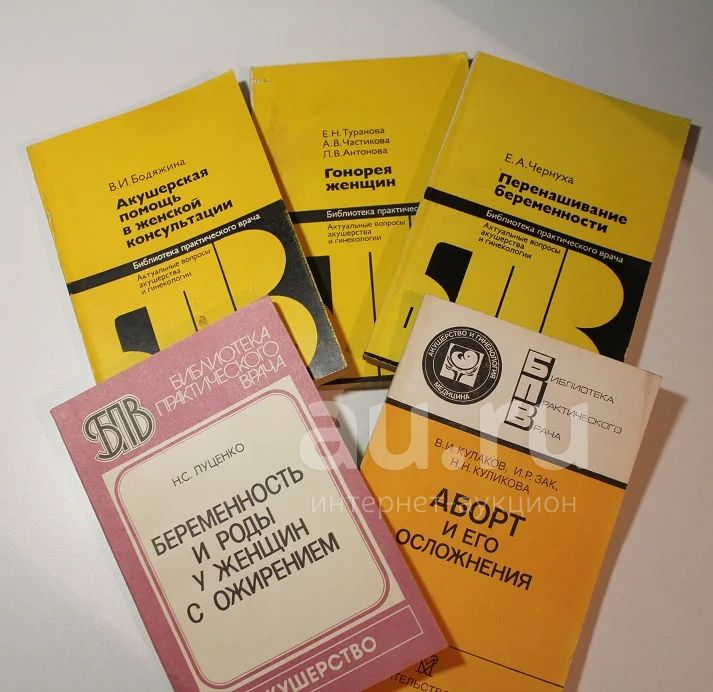 В.И. Бодяжина
Акушерская
помощь
в женской
консультации
Библиотека практического врача
Актуальные вопросы
акушерства
и гинекологии
Е.Н. Туранова
А.В. Частикова
Л.В. Антонова
Гонорея
женщин
Библиотека практичес
Актуальные вопросы
акушерства
и гинекологии
Е.А. Чернуха
Перенашивание
беременности
Библиотека практического врача
Актуальные вопросы
акушерства
и гинекологии
БПВ
БИБЛИОТЕКА
ПРАКТИЧЕСКОГО
ВРАЧА
Н.С. ЛУЦЕНКО
БЕРЕМЕННОСТЬ
И РОДЫ
У ЖЕНЩИН
С ОЖИРЕНИЕМ
КУШЕРСТВО
АКУШЕРСТВО И ГИНЕКОЛОГИЯ
МЕДИЦИНА
БИБЛИОТЕКА
ПРАКТИЧЕСКОГО
ВРАЧА
В.И. КУЛАКОВ, И.Р. ЗАК,
Н.Н. КУЛИКОВА
АБОРТ
И ЕГО
ОСЛОЖНЕНИЯ
au.ru
интернет-аукцион